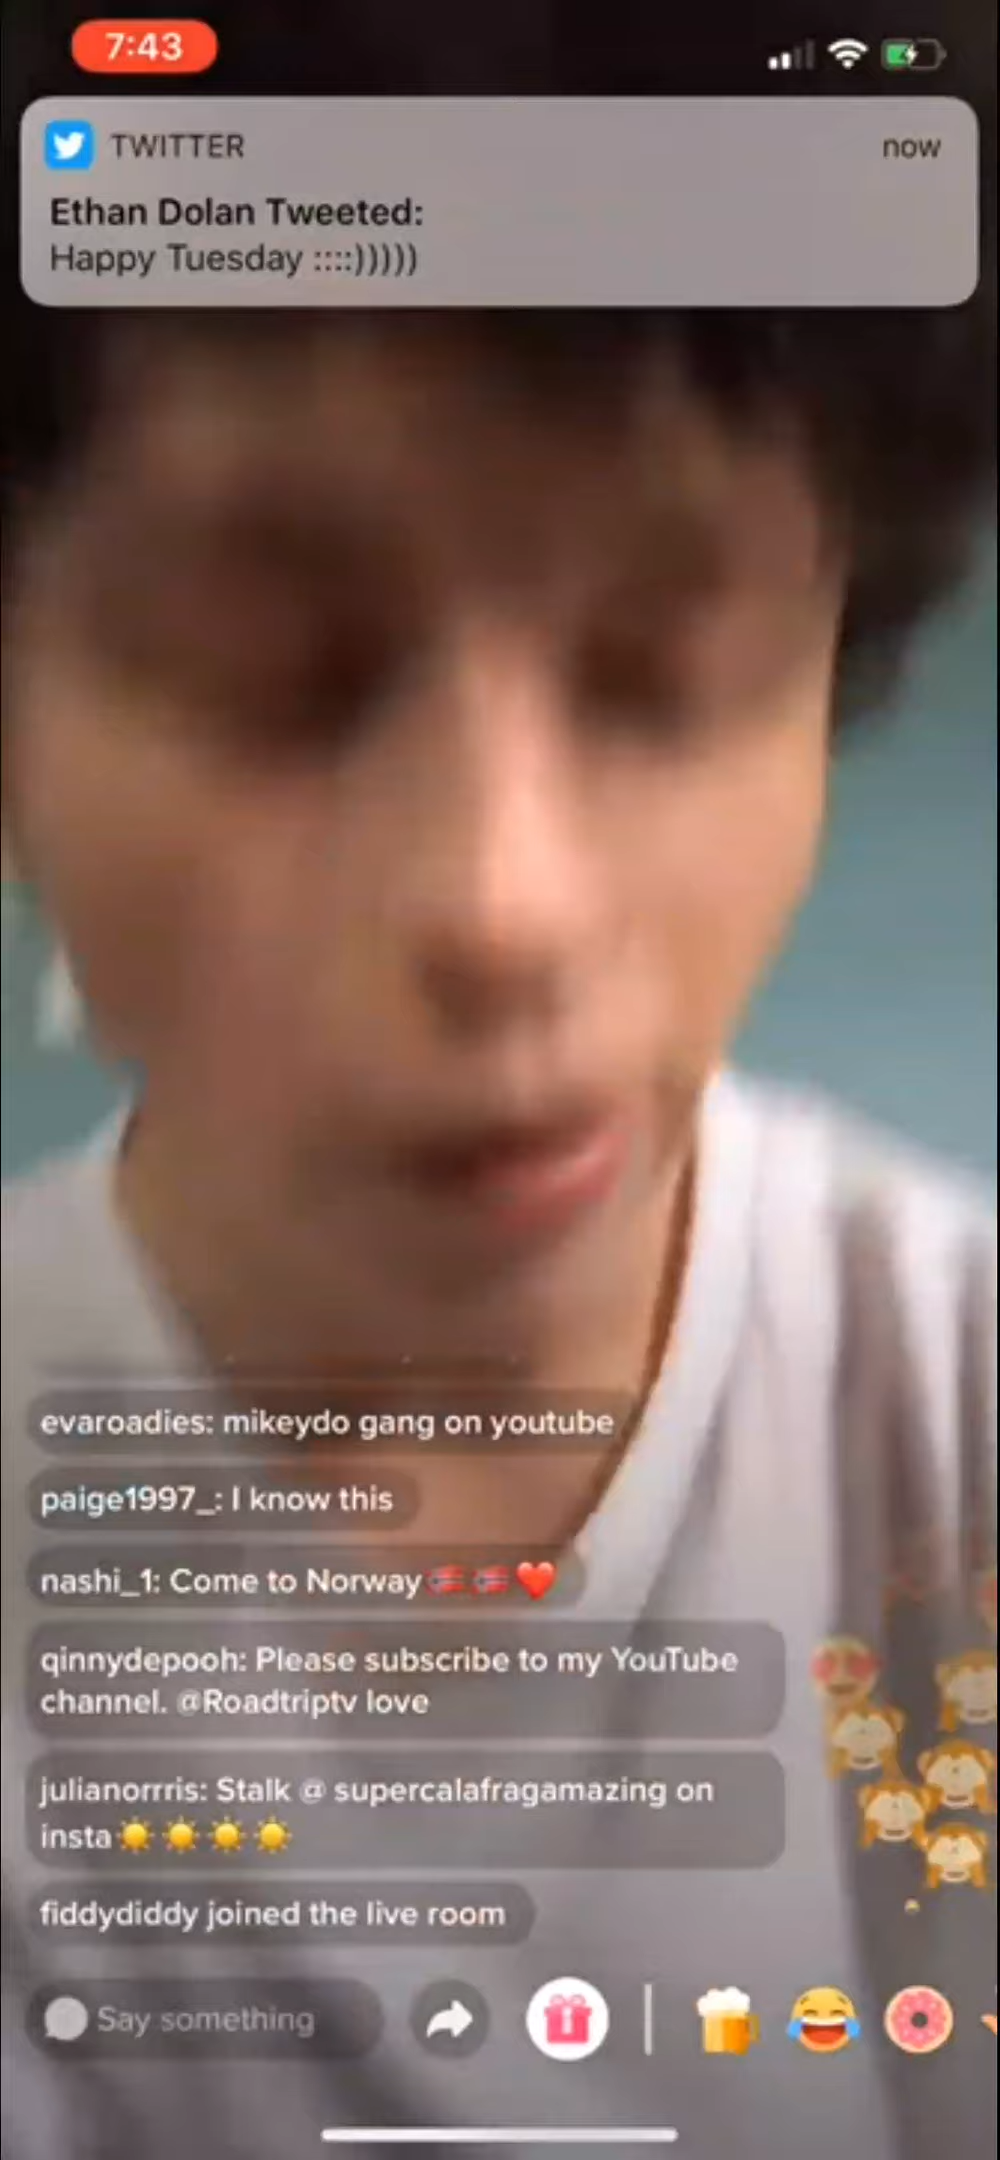 7:43
TWITTER now
Ethan Dolan Tweeted:
Happy Tuesday ::::)))))
evaroadies: mikeydo gang on youtube
paige1997_: I know this
nashi_1: Come to Norway🇳🇴🇳🇴❤️
qinnydepooh: Please subscribe to my YouTube
channel. @Roadtriptv love
julianorrris: Stalk @ supercalafragamazing on
insta☀️☀️☀️☀️
fiddydiddy joined the live room
Say something